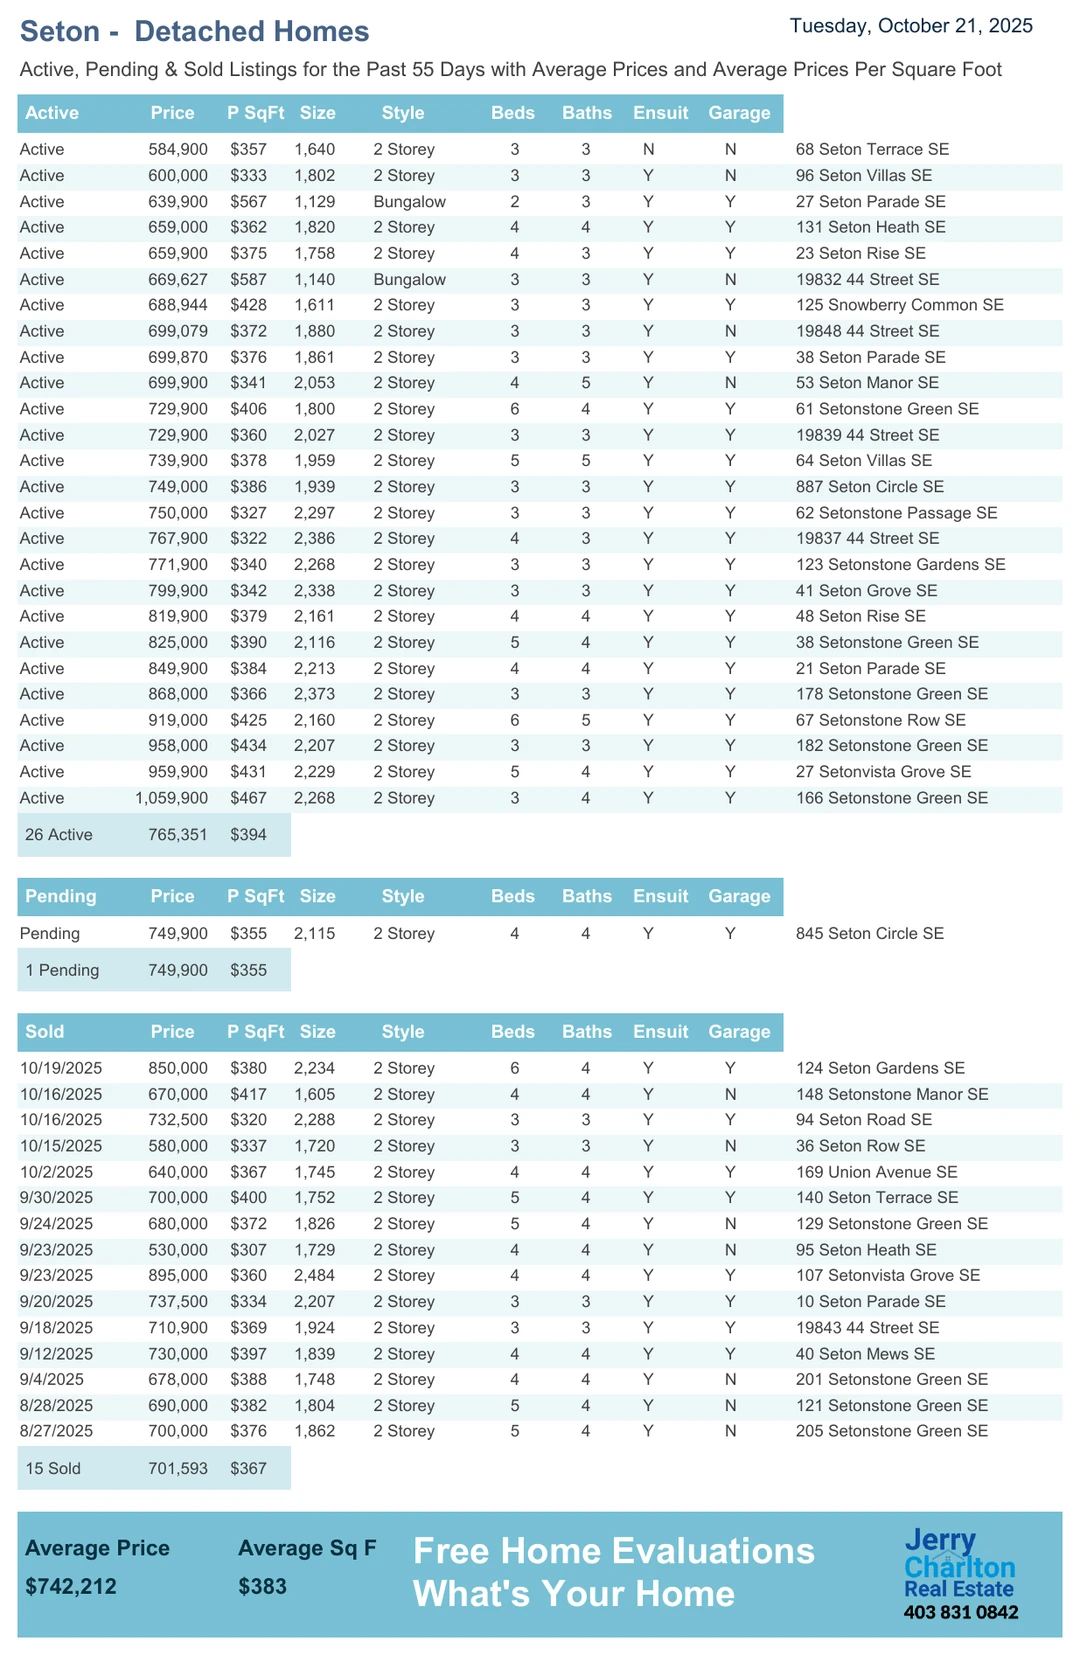 Seton - Detached Homes
Tuesday, October 21, 2025
Active, Pending & Sold Listings for the Past 55 Days with Average Prices and Average Prices Per Square Foot
Active Price P SqFt Size Style Beds Baths Ensuit Garage
Active 584,900 $357 1,640 2 Storey 3 3 N N 68 Seton Terrace SE
Active 600,000 $333 1,802 2 Storey 3 3 Y N 96 Seton Villas SE
Active 639,900 $567 1,129 Bungalow 2 3 Y Y 27 Seton Parade SE
Active 659,000 $362 1,820 2 Storey 4 4 Y Y 131 Seton Heath SE
Active 659,900 $375 1,758 2 Storey 4 3 Y Y 23 Seton Rise SE
Active 669,627 $587 1,140 Bungalow 3 3 Y N 19832 44 Street SE
Active 688,944 $428 1,611 2 Storey 3 3 Y Y 125 Snowberry Common SE
Active 699,079 $372 1,880 2 Storey 3 3 Y N 19848 44 Street SE
Active 699,870 $376 1,861 2 Storey 3 3 Y Y 38 Seton Parade SE
Active 699,900 $341 2,053 2 Storey 4 5 Y N 53 Seton Manor SE
Active 729,900 $406 1,800 2 Storey 6 4 Y Y 61 Setonstone Green SE
Active 729,900 $360 2,027 2 Storey 3 3 Y Y 19839 44 Street SE
Active 739,900 $378 1,959 2 Storey 5 5 Y Y 64 Seton Villas SE
Active 749,000 $386 1,939 2 Storey 3 3 Y Y 887 Seton Circle SE
Active 750,000 $327 2,297 2 Storey 3 3 Y Y 62 Setonstone Passage SE
Active 767,900 $322 2,386 2 Storey 4 3 Y Y 19837 44 Street SE
Active 771,900 $340 2,268 2 Storey 3 3 Y Y 123 Setonstone Gardens SE
Active 799,900 $342 2,338 2 Storey 3 3 Y Y 41 Seton Grove SE
Active 819,900 $379 2,161 2 Storey 4 4 Y Y 48 Seton Rise SE
Active 825,000 $390 2,116 2 Storey 5 4 Y Y 38 Setonstone Green SE
Active 849,900 $384 2,213 2 Storey 4 4 Y Y 21 Seton Parade SE
Active 868,000 $366 2,373 2 Storey 3 3 Y Y 178 Setonstone Green SE
Active 919,000 $425 2,160 2 Storey 6 5 Y Y 67 Setonstone Row SE
Active 958,000 $434 2,207 2 Storey 3 3 Y Y 182 Setonstone Green SE
Active 959,900 $431 2,229 2 Storey 5 4 Y Y 27 Setonvista Grove SE
Active 1,059,900 $467 2,268 2 Storey 3 4 Y Y 166 Setonstone Green SE
26 Active 765,351 $394
Pending Price P SqFt Size Style Beds Baths Ensuit Garage
Pending 749,900 $355 2,115 2 Storey 4 4 Y Y 845 Seton Circle SE
1 Pending 749,900 $355
Sold Price P SqFt Size Style Beds Baths Ensuit Garage
10/19/2025 850,000 $380 2,234 2 Storey 6 4 Y Y 124 Seton Gardens SE
10/16/2025 670,000 $417 1,605 2 Storey 4 4 Y N 148 Setonstone Manor SE
10/16/2025 732,500 $320 2,288 2 Storey 3 3 Y Y 94 Seton Road SE
10/15/2025 580,000 $337 1,720 2 Storey 3 3 Y N 36 Seton Row SE
10/2/2025 640,000 $367 1,745 2 Storey 4 4 Y Y 169 Union Avenue SE
9/30/2025 700,000 $400 1,752 2 Storey 5 4 Y Y 140 Seton Terrace SE
9/24/2025 680,000 $372 1,826 2 Storey 5 4 Y N 129 Setonstone Green SE
9/23/2025 530,000 $307 1,729 2 Storey 4 4 Y N 95 Seton Heath SE
9/23/2025 895,000 $360 2,484 2 Storey 4 4 Y Y 107 Setonvista Grove SE
9/20/2025 737,500 $334 2,207 2 Storey 3 3 Y Y 10 Seton Parade SE
9/18/2025 710,900 $369 1,924 2 Storey 3 3 Y Y 19843 44 Street SE
9/12/2025 730,000 $397 1,839 2 Storey 4 4 Y Y 40 Seton Mews SE
9/4/2025 678,000 $388 1,748 2 Storey 4 4 Y N 201 Setonstone Green SE
8/28/2025 690,000 $382 1,804 2 Storey 5 4 Y N 121 Setonstone Green SE
8/27/2025 700,000 $376 1,862 2 Storey 5 4 Y N 205 Setonstone Green SE
15 Sold 701,593 $367
Average Price Average Sq F
$742,212 $383
Free Home Evaluations
What's Your Home
Jerry
Charlton
Real Estate
403 831 0842